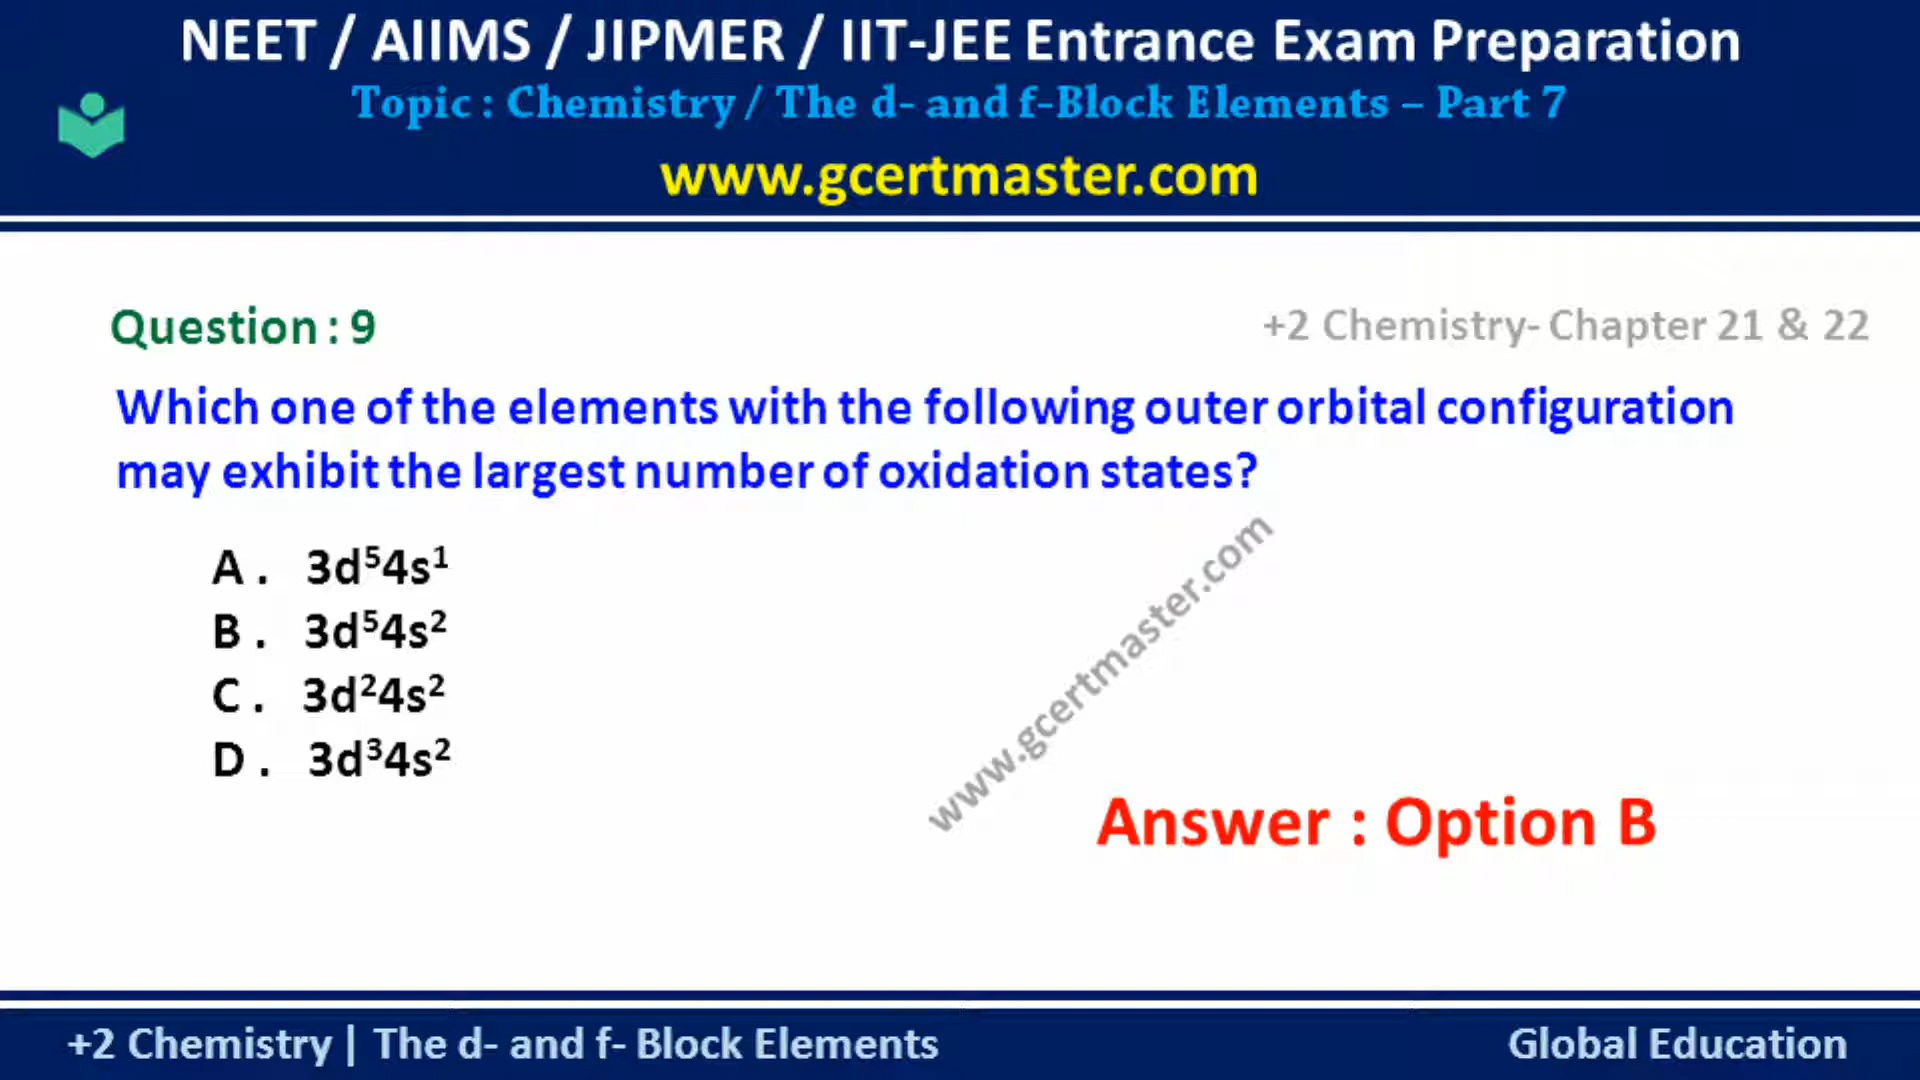 NEET / AIIMS / JIPMER / IIT-JEE Entrance Exam Preparation
Topic : Chemistry / The d- and f-Block Elements – Part 7
www.gcertmaster.com
Question : 9
+2 Chemistry- Chapter 21 & 22
Which one of the elements with the following outer orbital configuration
may exhibit the largest number of oxidation states?
A . 3d⁵4s¹
B . 3d⁵4s²
C . 3d²4s²
D . 3d³4s²
www.gcertmaster.com
Answer : Option B
+2 Chemistry | The d- and f- Block Elements
Global Education